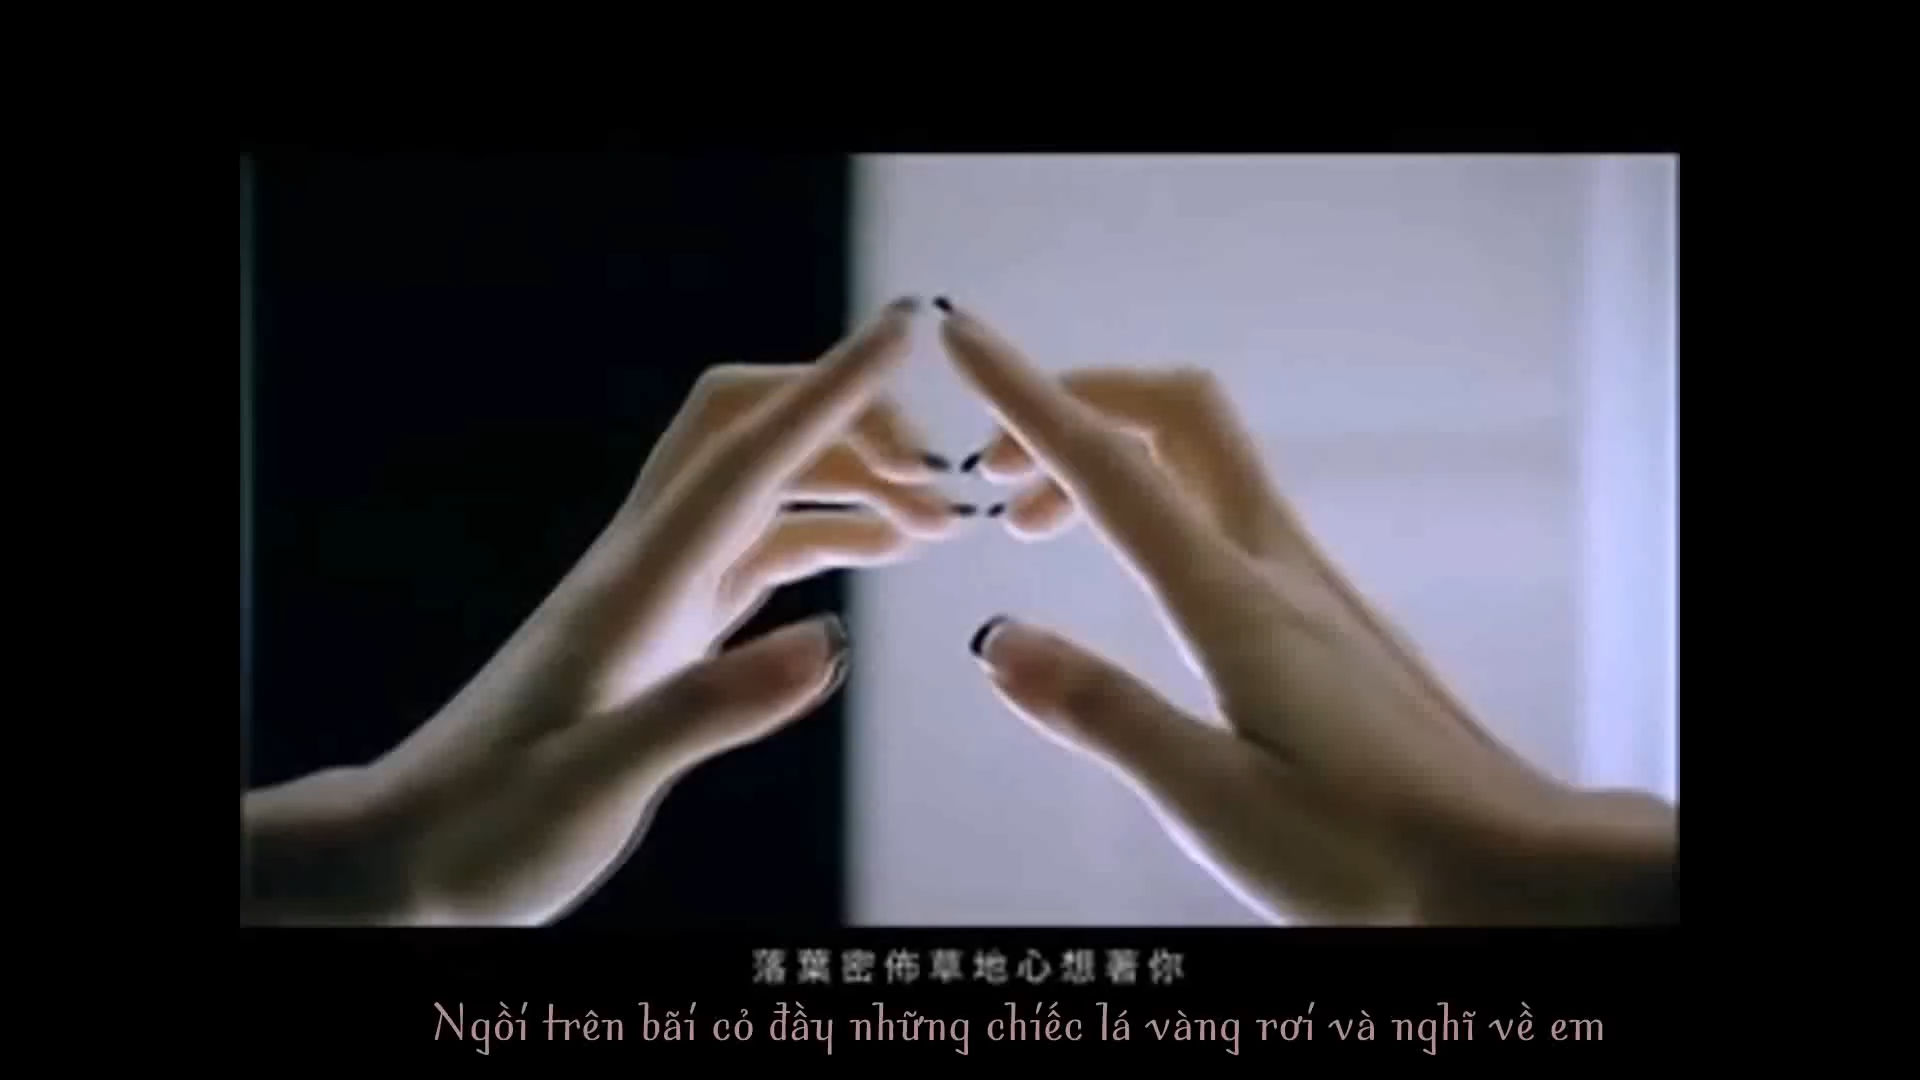 落葉密佈草地心想著你
Ngồi trên bãi cỏ đầy những chiếc lá vàng rơi và nghĩ về em